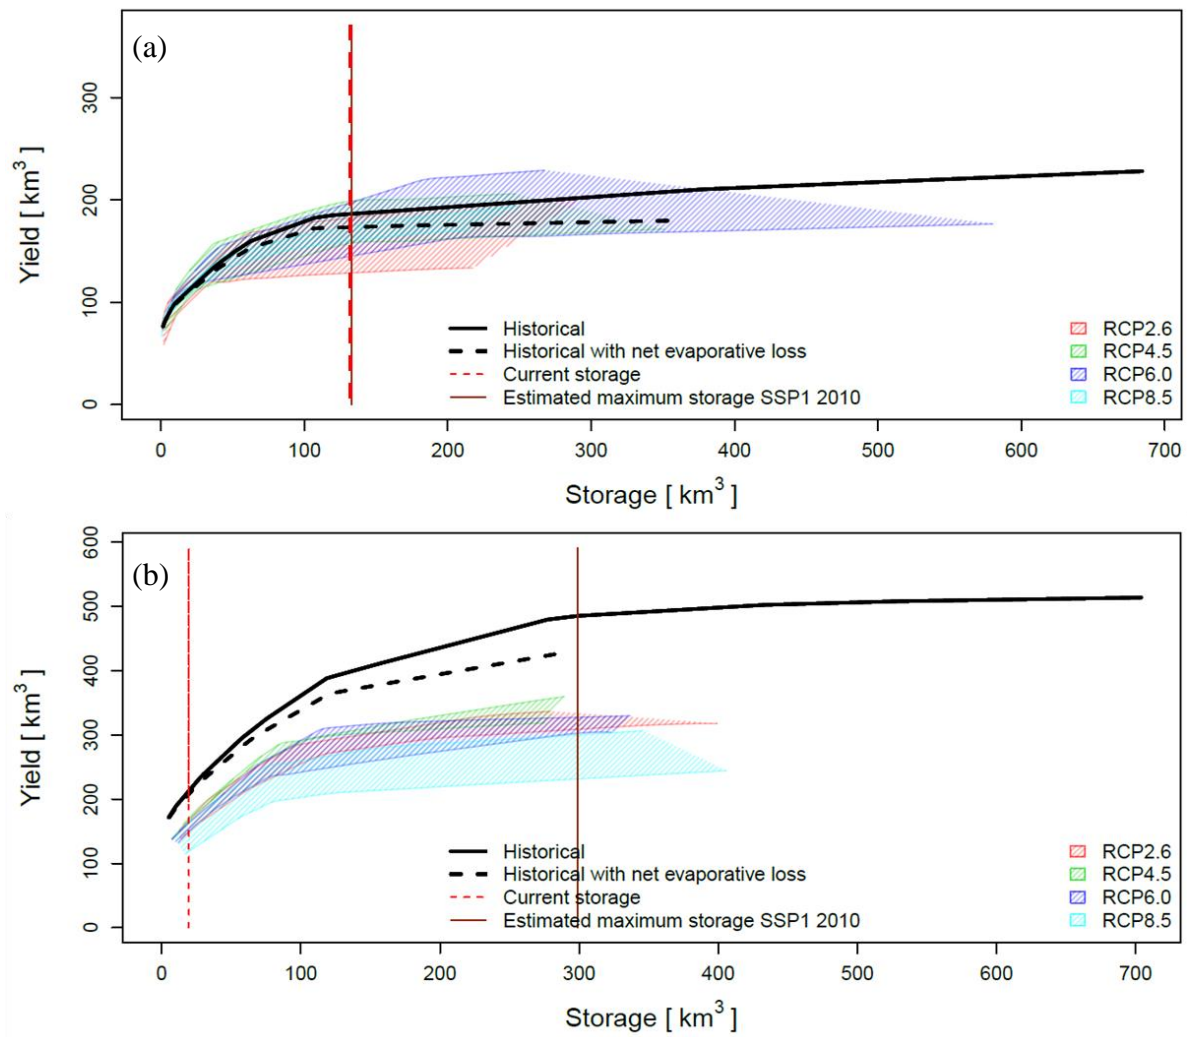 (a)
Yield [ km3 ]
300
200
100
0
Historical
Historical with net evaporative loss
Current storage
Estimated maximum storage SSP1 2010
RCP2.6
RCP4.5
RCP6.0
RCP8.5
0 100 200 300 400 500 600 700
Storage [ km3 ]
(b)
Yield [ km3 ]
600
500
400
300
200
100
0
Historical
Historical with net evaporative loss
Current storage
Estimated maximum storage SSP1 2010
RCP2.6
RCP4.5
RCP6.0
RCP8.5
0 100 200 300 400 500 600 700
Storage [ km3 ]